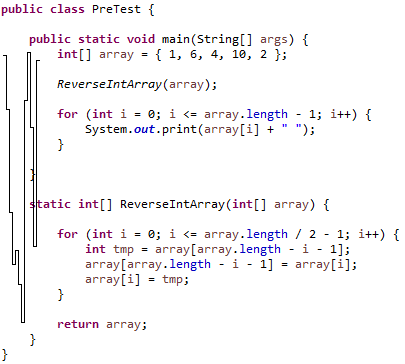 public class PreTest {
public static void main(String[] args) {
int[] array = { 1, 6, 4, 10, 2 };
ReverseIntArray(array);
for (int i = 0; i <= array.length - 1; i++) {
System.out.print(array[i] + " ");
}
}
static int[] ReverseIntArray(int[] array) {
for (int i = 0; i <= array.length / 2 - 1; i++) {
int tmp = array[array.length - i - 1];
array[array.length - i - 1] = array[i];
array[i] = tmp;
}
return array;
}
}